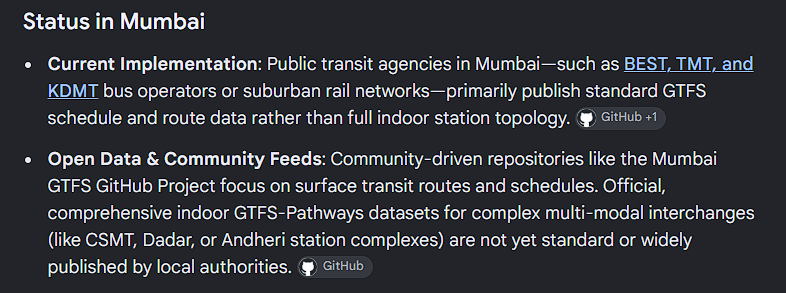 Status in Mumbai
Current Implementation: Public transit agencies in Mumbai—such as BEST, TMT, and
KDMT bus operators or suburban rail networks—primarily publish standard GTFS
schedule and route data rather than full indoor station topology. GitHub +1
Open Data & Community Feeds: Community-driven repositories like the Mumbai
GTFS GitHub Project focus on surface transit routes and schedules. Official,
comprehensive indoor GTFS-Pathways datasets for complex multi-modal interchanges
(like CSMT, Dadar, or Andheri station complexes) are not yet standard or widely
published by local authorities. GitHub